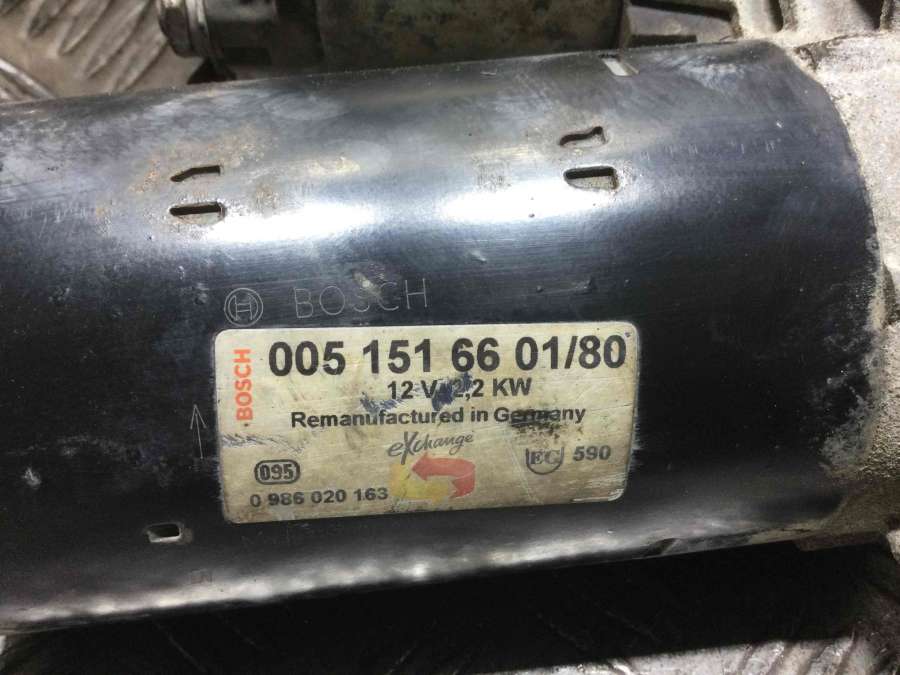 BOSCH
BOSCH
005 151 66 01/80
12 V 2,2 KW
Remanufactured in Germany
eXchange
095
EG 590
0 986 020 163